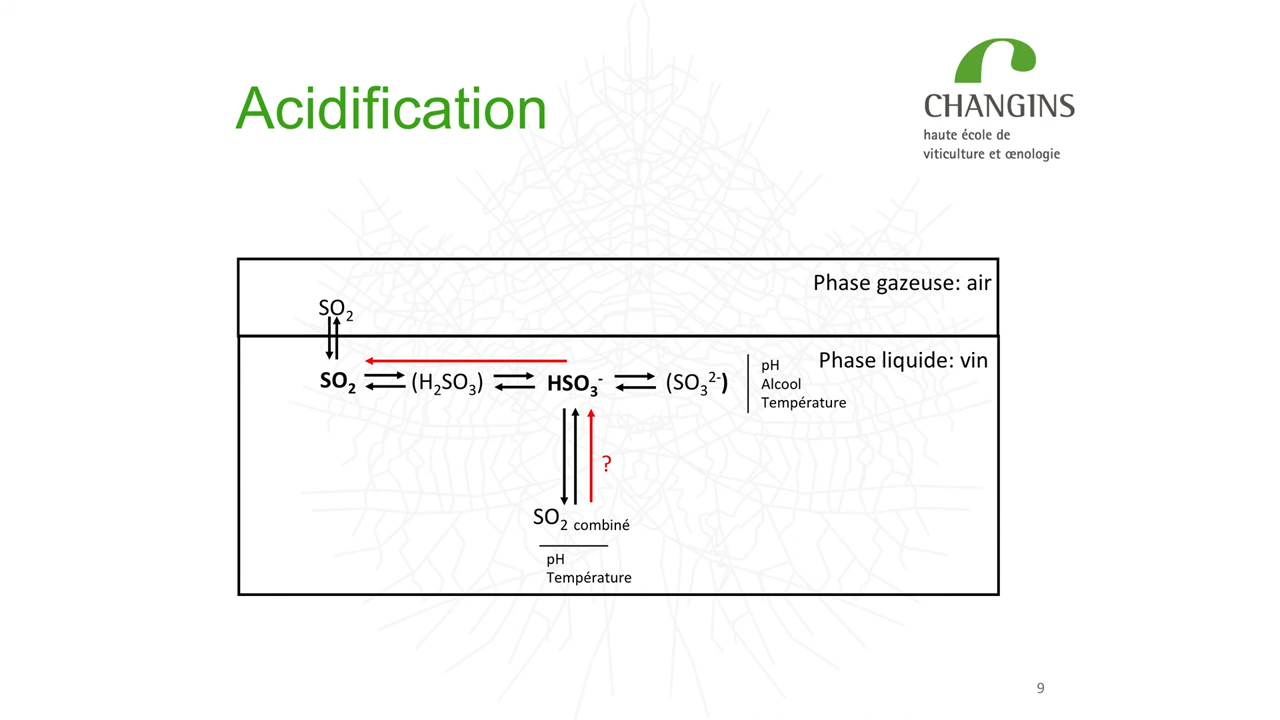 Acidification
CHANGINS
haute école de
viticulture et œnologie
Phase gazeuse: air
SO₂
Phase liquide: vin
SO₂ (H₂SO₃) HSO₃⁻ (SO₃²⁻)
pH
Alcool
Température
?
SO₂ combiné
pH
Température
9